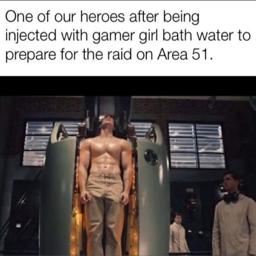 One of our heroes after being
injected with gamer girl bath water to
prepare for the raid on Area 51.